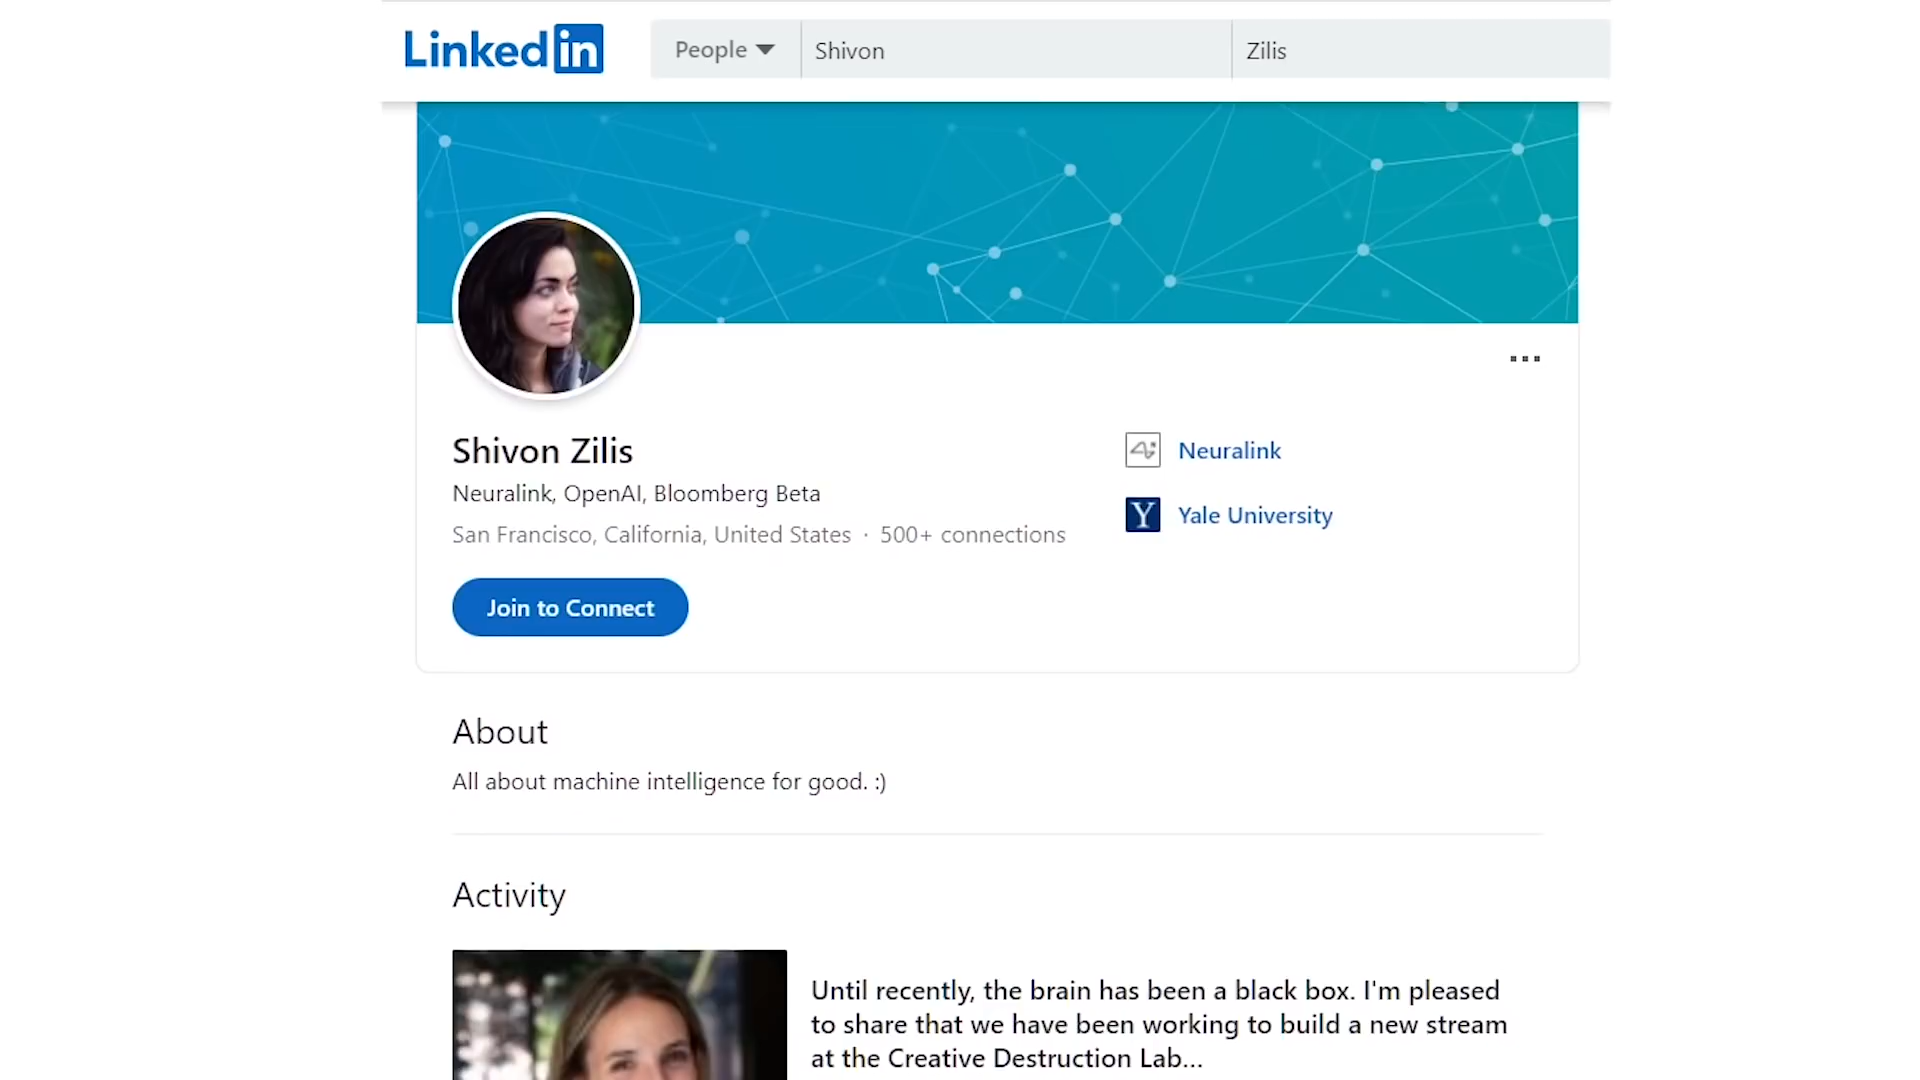 Linkedin
People
Shivon
Zilis
Shivon Zilis
Neuralink, OpenAI, Bloomberg Beta
San Francisco, California, United States · 500+ connections
Join to Connect
Neuralink
Y Yale University
About
All about machine intelligence for good. :)
Activity
Until recently, the brain has been a black box. I'm pleased
to share that we have been working to build a new stream
at the Creative Destruction Lab...